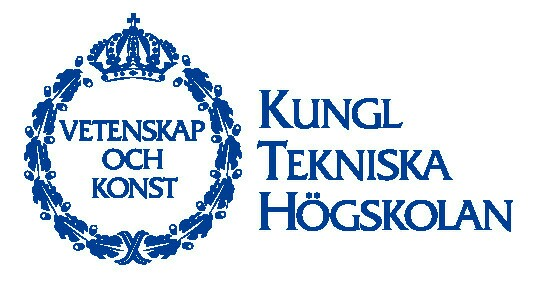 VETENSKAP
OCH
KONST
KUNGL
TEKNISKA
HÖGSKOLAN